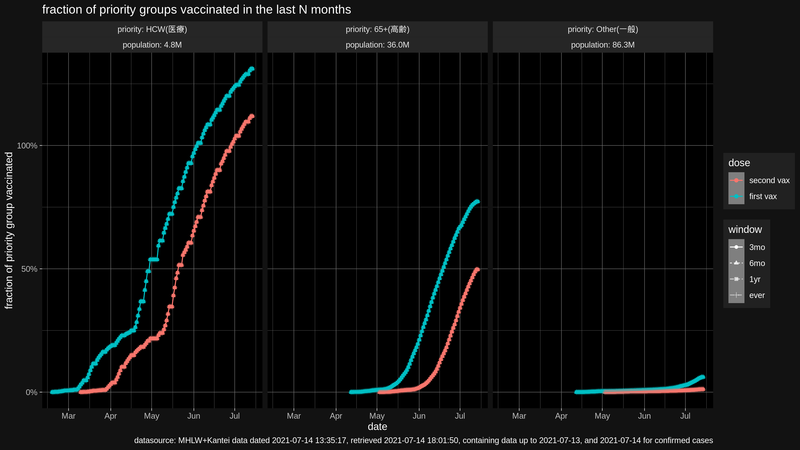 fraction of priority groups vaccinated in the last N months
priority: HCW(医療)
population: 4.8M
priority: 65+(高齢)
population: 36.0M
priority: Other(一般)
population: 86.3M
fraction of priority group vaccinated
100%
50%
0%
Mar
Apr
May
Jun
Jul
Mar
Apr
May
Jun
Jul
Mar
Apr
May
Jun
Jul
date
dose
second vax
first vax
window
3mo
6mo
1yr
ever
datasource: MHLW+Kantei data dated 2021-07-14 13:35:17, retrieved 2021-07-14 18:01:50, containing data up to 2021-07-13, and 2021-07-14 for confirmed cases